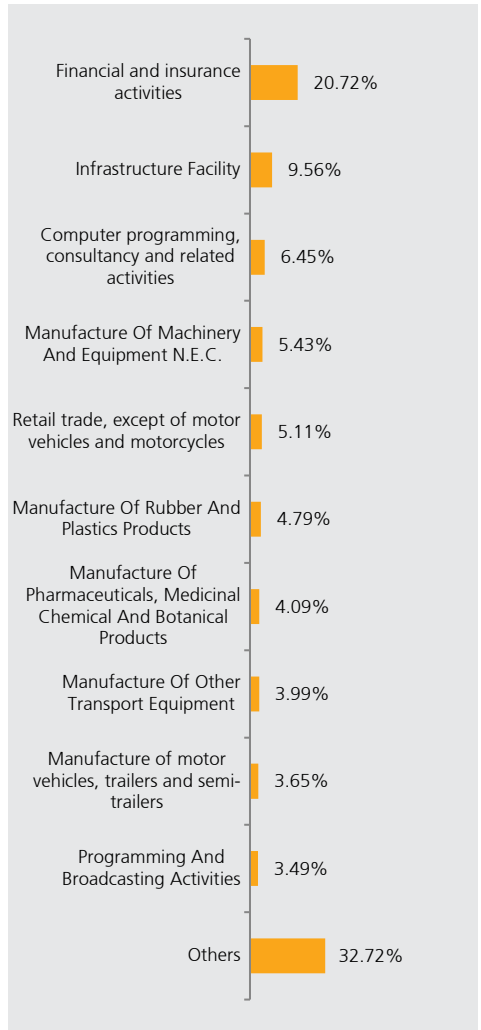 Financial and insurance
activities
20.72%
Infrastructure Facility
9.56%
Computer programming,
consultancy and related
activities
6.45%
Manufacture Of Machinery
And Equipment N.E.C.
5.43%
Retail trade, except of motor
vehicles and motorcycles
5.11%
Manufacture Of Rubber And
Plastics Products
4.79%
Manufacture Of
Pharmaceuticals, Medicinal
Chemical And Botanical
Products
4.09%
Manufacture Of Other
Transport Equipment
3.99%
Manufacture of motor
vehicles, trailers and semi-
trailers
3.65%
Programming And
Broadcasting Activities
3.49%
Others
32.72%